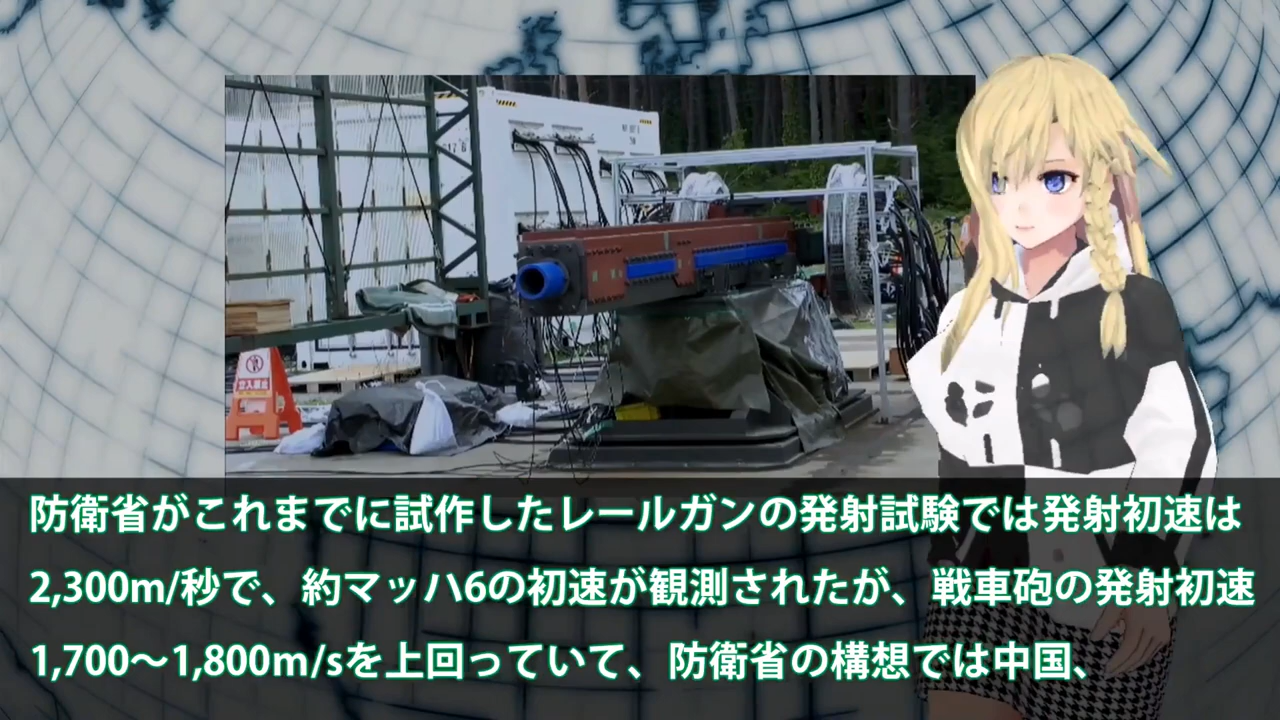 立入禁止
防衛省がこれまでに試作したレールガンの発射試験では発射初速は
2,300m/秒で、約マッハ6の初速が観測されたが、戦車砲の発射初速
1,700〜1,800m/sを上回っていて、防衛省の構想では中国、